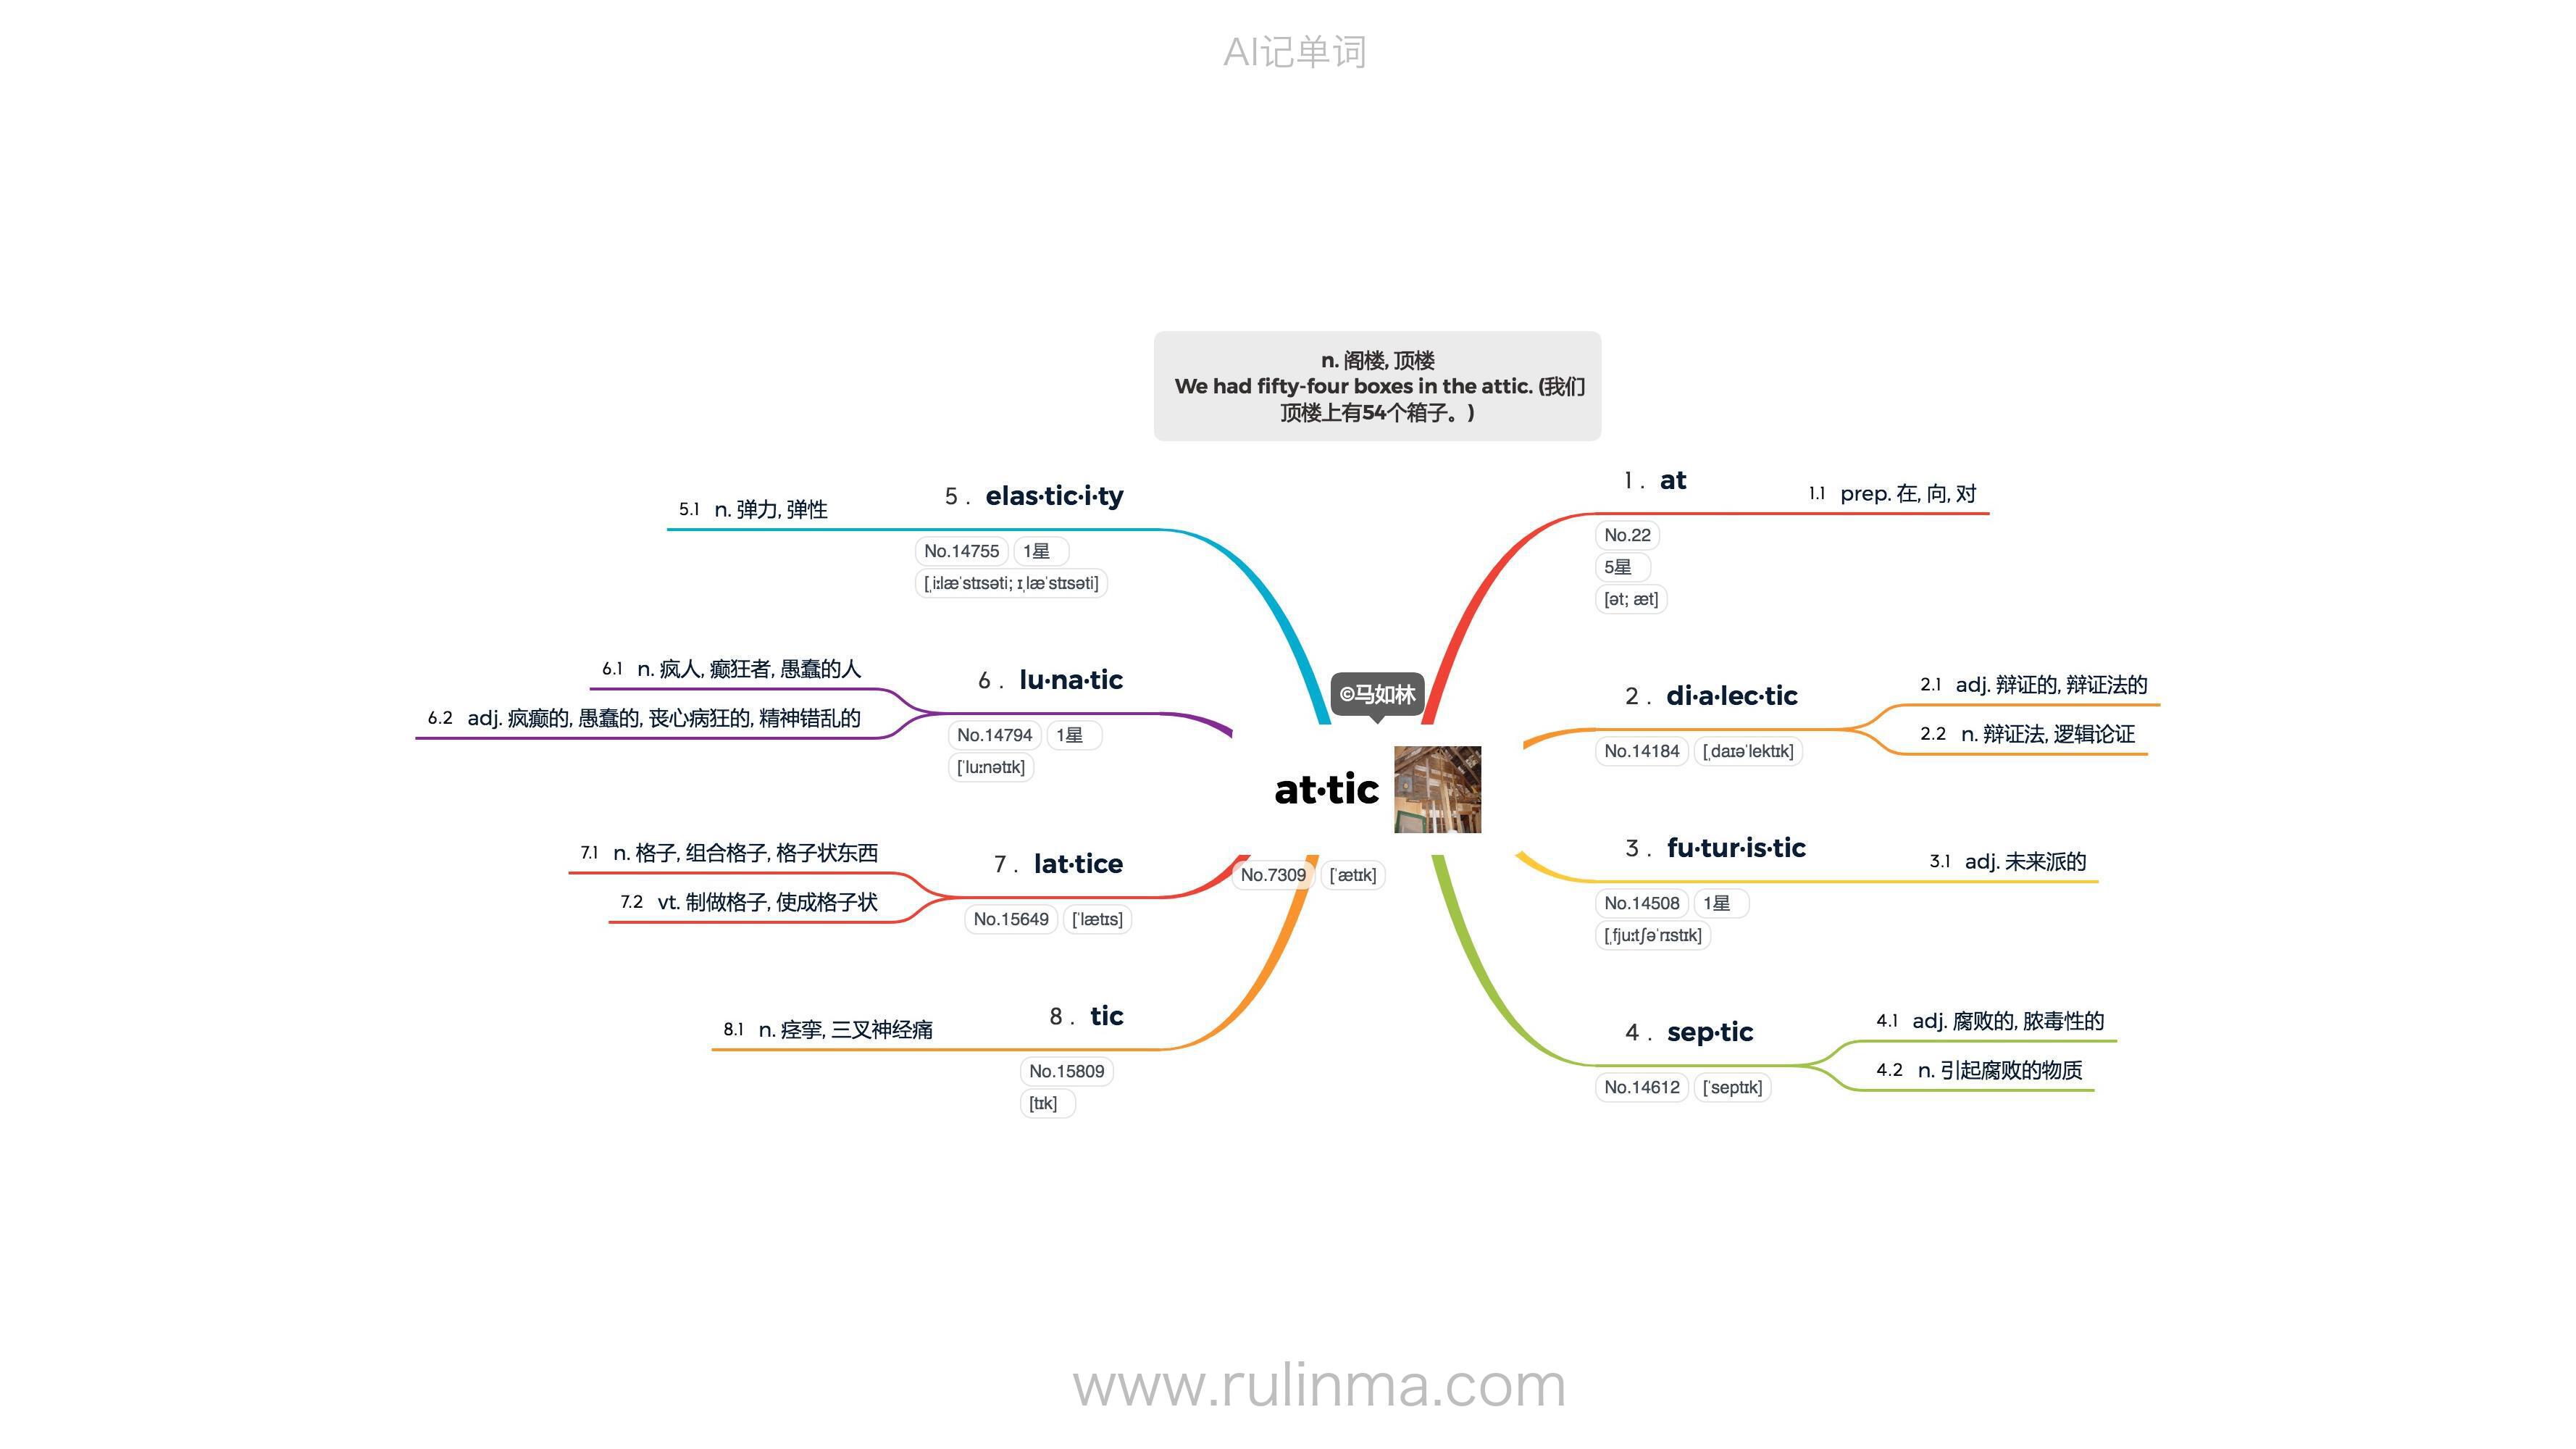 AI记单词
n. 阁楼, 顶楼
We had fifty-four boxes in the attic. (我们
顶楼上有54个箱子。)
©马如林
at·tic
No.7309 [ˈætɪk]
1 . at
No.22
5星
[ət; æt]
1.1 prep. 在, 向, 对
2 . di·a·lec·tic
No.14184 [ˌdaɪəˈlektɪk]
2.1 adj. 辩证的, 辩证法的
2.2 n. 辩证法, 逻辑论证
3 . fu·tur·is·tic
No.14508 1星
[ˌfjuːtʃəˈrɪstɪk]
3.1 adj. 未来派的
4 . sep·tic
No.14612 [ˈseptɪk]
4.1 adj. 腐败的, 脓毒性的
4.2 n. 引起腐败的物质
5 . elas·tic·i·ty
No.14755 1星
[ˌiːlæˈstɪsəti; ɪˌlæˈstɪsəti]
5.1 n. 弹力, 弹性
6 . lu·na·tic
No.14794 1星
[ˈluːnətɪk]
6.1 n. 疯人, 癫狂者, 愚蠢的人
6.2 adj. 疯癫的, 愚蠢的, 丧心病狂的, 精神错乱的
7 . lat·tice
No.15649 [ˈlætɪs]
7.1 n. 格子, 组合格子, 格子状东西
7.2 vt. 制做格子, 使成格子状
8 . tic
No.15809
[tɪk]
8.1 n. 痉挛, 三叉神经痛
www.rulinma.com